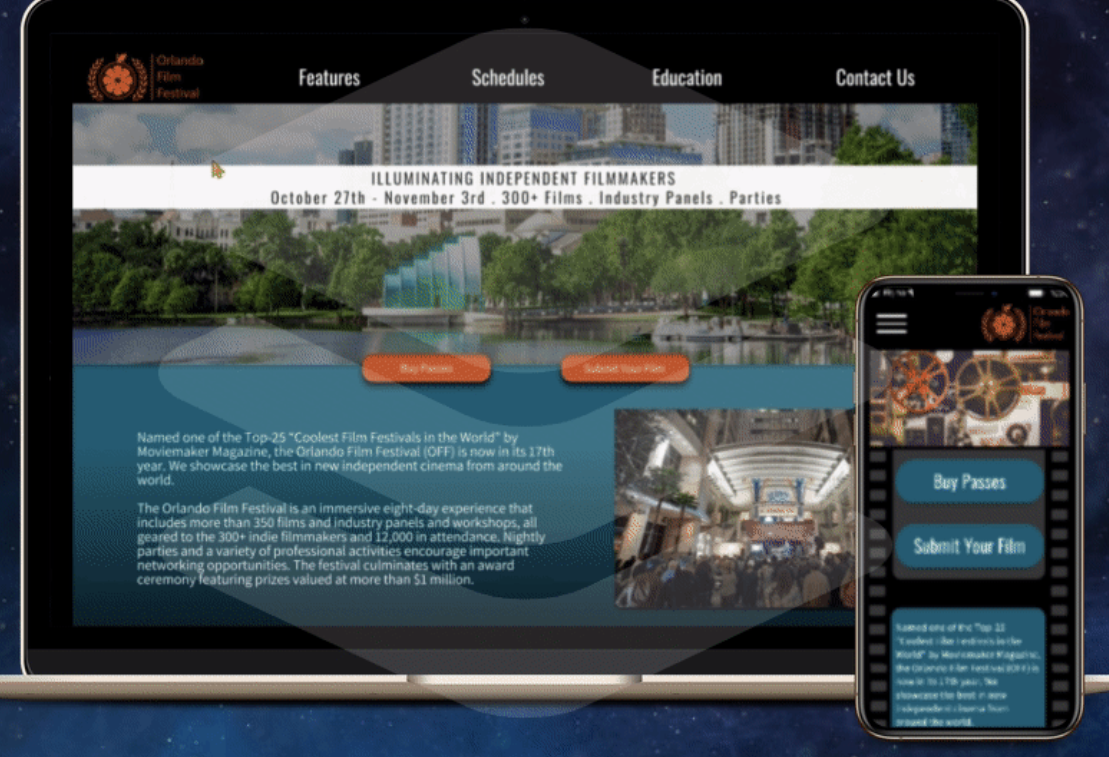 Orlando
Film
Festival
Features
Schedules
Education
Contact Us
ILLUMINATING INDEPENDENT FILMMAKERS
October 27th - November 3rd . 300+ Films . Industry Panels . Parties
Buy Passes
Submit Your Film
Named one of the Top-25 "Coolest Film Festivals in the World" by
Moviemaker Magazine, the Orlando Film Festival (OFF) is now in its 17th
year. We showcase the best in new independent cinema from around the
world.
The Orlando Film Festival is an immersive eight-day experience that
includes more than 350 films and industry panels and workshops, all
geared to the 300+ indie filmmakers and 12,000 in attendance. Nightly
parties and a variety of professional activities encourage important
networking opportunities. The festival culminates with an award
ceremony featuring prizes valued at more than $1 million.
Orlando
Film
Festival
Buy Passes
Submit Your Film
Named one of the Top 25
"Coolest Film Festivals in the
World" by Moviemaker Magazine,
the Orlando Film Festival(OFF) is
now in its 17th year. We
showcase the best in new
independent cinema from
around the world.